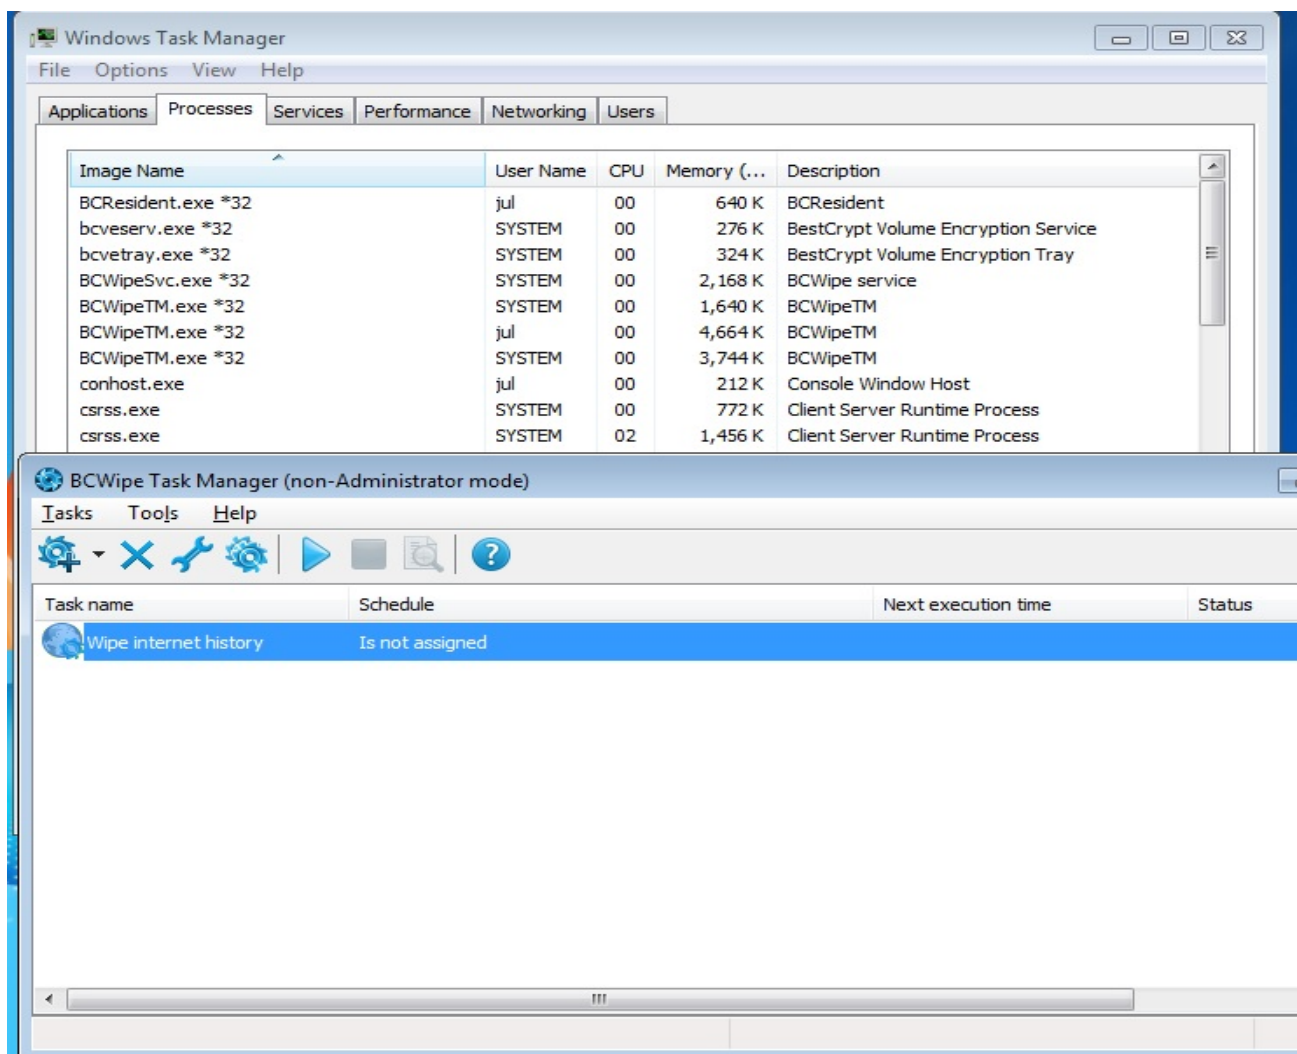 Windows Task Manager
File Options View Help
Applications Processes Services Performance Networking Users
Image Name User Name CPU Memory (... Description
BCResident.exe *32 jul 00 640 K BCResident
bcveserv.exe *32 SYSTEM 00 276 K BestCrypt Volume Encryption Service
bcvetray.exe *32 SYSTEM 00 324 K BestCrypt Volume Encryption Tray
BCWipeSvc.exe *32 SYSTEM 00 2,168 K BCWipe service
BCWipeTM.exe *32 SYSTEM 00 1,640 K BCWipeTM
BCWipeTM.exe *32 jul 00 4,664 K BCWipeTM
BCWipeTM.exe *32 SYSTEM 00 3,744 K BCWipeTM
conhost.exe jul 00 212 K Console Window Host
csrss.exe SYSTEM 00 772 K Client Server Runtime Process
csrss.exe SYSTEM 02 1,456 K Client Server Runtime Process
BCWipe Task Manager (non-Administrator mode)
Tasks Tools Help
Task name Schedule Next execution time Status
Wipe internet history Is not assigned